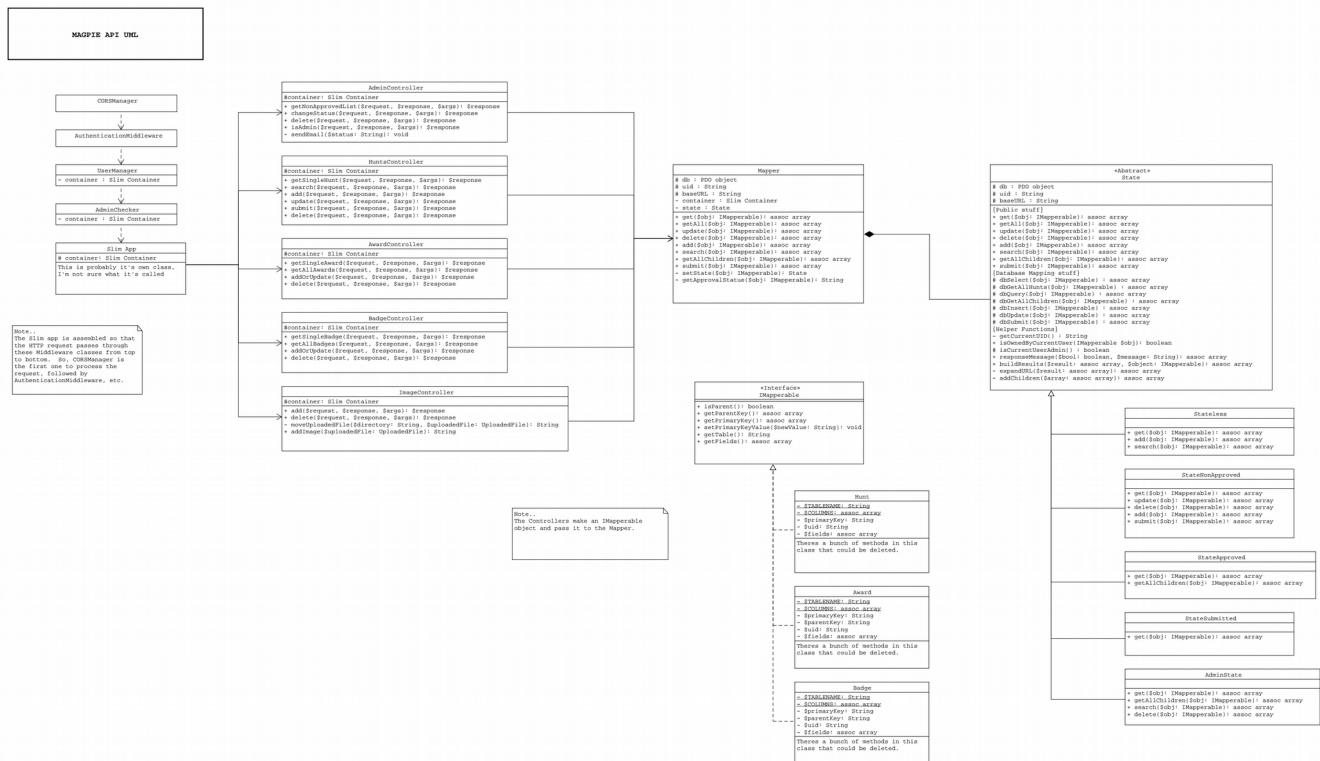 MAGPIE API UML
CORSManager
AuthenticationMiddleware
UserManager
- container : Slim Container
AdminChecker
- container : Slim Container
Slim App
# container: Slim Container
This is probably it's own class.
I'm not sure what it's called
Note..
The Slim app is assembled so that
the HTTP request passes through
these Middleware classes from top
to bottom.  So, CORSManager is
the first one to process the
request, followed by
AuthenticationMiddleware, etc.
AdminController
#container: Slim Container
+ getNonApprovedList($request, $response, $args): $response
+ changeStatus($request, $response, $args): $response
+ delete($request, $response, $args): $response
+ isAdmin($request, $response, $args): $response
- sendEmail($status: String): void
HuntsController
#container: Slim Container
+ getSingleHunt($request, $response, $args): $response
+ search($request, $response, $args): $response
+ add($request, $response, $args): $response
+ update($request, $response, $args): $response
+ submit($request, $response, $args): $response
+ delete($request, $response, $args): $response
AwardController
#container: Slim Container
+ getSingleAward($request, $response, $args): $response
+ getAllAwards($request, $response, $args): $response
+ addOrUpdate($request, $response, $args): $response
+ delete($request, $response, $args): $response
BadgeController
#container: Slim Container
+ getSingleBadge($request, $response, $args): $response
+ getAllBadges($request, $response, $args): $response
+ addOrUpdate($request, $response, $args): $response
+ delete($request, $response, $args): $response
ImageController
#container: Slim Container
+ add($request, $response, $args): $response
+ delete($request, $response, $args): $response
- moveUploadedFile($directory: String, $uploadedFile: UploadedFile): String
+ addImage($uploadedFile: UploadedFile): String
Note..
The Controllers make an IMapperable
object and pass it to the Mapper.
Mapper
# db : PDO object
# uid : String
# baseURL : String
- container : Slim Container
- state : State
+ get($obj: IMapperable): assoc array
+ getAll($obj: IMapperable): assoc array
+ update($obj: IMapperable): assoc array
+ delete($obj: IMapperable): assoc array
+ add($obj: IMapperable): assoc array
+ search($obj: IMapperable): assoc array
+ getAllChildren($obj: IMapperable): assoc array
+ submit($obj: IMapperable): assoc array
- setState($obj: IMapperable): State
- getApprovalStatus($obj: IMapperable): String
«Interface»
IMapperable
+ isParent(): boolean
+ getParentKey(): assoc array
+ getPrimaryKey(): assoc array
+ setPrimaryKeyValue($newValue: String): void
+ getTable(): String
+ getFields(): assoc array
Hunt
- $TABLENAME: String
- $COLUMNS: assoc array
- $primaryKey: String
- $uid: String
- $fields: assoc array
Theres a bunch of methods in this
class that could be deleted.
Award
- $TABLENAME: String
- $COLUMNS: assoc array
- $primaryKey: String
- $parentKey: String
- $uid: String
- $fields: assoc array
Theres a bunch of methods in this
class that could be deleted.
Badge
- $TABLENAME: String
- $COLUMNS: assoc array
- $primaryKey: String
- $parentKey: String
- $uid: String
- $fields: assoc array
Theres a bunch of methods in this
class that could be deleted.
«Abstract»
State
# db : PDO object
# uid : String
# baseURL : String
[Public stuff]
+ get($obj: IMapperable): assoc array
+ getAll($obj: IMapperable): assoc array
+ update($obj: IMapperable): assoc array
+ delete($obj: IMapperable): assoc array
+ add($obj: IMapperable): assoc array
+ search($obj: IMapperable): assoc array
+ getAllChildren($obj: IMapperable): assoc array
+ submit($obj: IMapperable): assoc array
[Database Mapping stuff]
# dbSelect($obj: IMapperable) : assoc array
# dbGetAllHunts($obj: IMapperable) : assoc array
# dbQuery($obj: IMapperable) : assoc array
# dbGetAllChildren($obj: IMapperable) : assoc array
# dbInsert($obj: IMapperable) : assoc array
# dbUpdate($obj: IMapperable) : assoc array
# dbSubmit($obj: IMapperable) : assoc array
[Helper Functions]
- getCurrentUID() : String
+ isOwnedByCurrentUser(IMapperable $obj): boolean
# isCurrentUserAdmin() : boolean
+ responseMessage($bool: boolean, $message: String): assoc array
+ buildResults($result: assoc array, $object: IMapperable): assoc array
- expandURL($result: assoc array): assoc array
- addChildren($array: assoc array): assoc array
Stateless
+ get($obj: IMapperable): assoc array
+ add($obj: IMapperable): assoc array
+ search($obj: IMapperable): assoc array
StateNonApproved
+ get($obj: IMapperable): assoc array
+ update($obj: IMapperable): assoc array
+ delete($obj: IMapperable): assoc array
+ add($obj: IMapperable): assoc array
+ submit($obj: IMapperable): assoc array
StateApproved
+ get($obj: IMapperable): assoc array
+ getAllChildren($obj: IMapperable): assoc array
StateSubmitted
+ get($obj: IMapperable): assoc array
AdminState
+ get($obj: IMapperable): assoc array
+ getAllChildren($obj: IMapperable): assoc array
+ search($obj: IMapperable): assoc array
+ delete($obj: IMapperable): assoc array